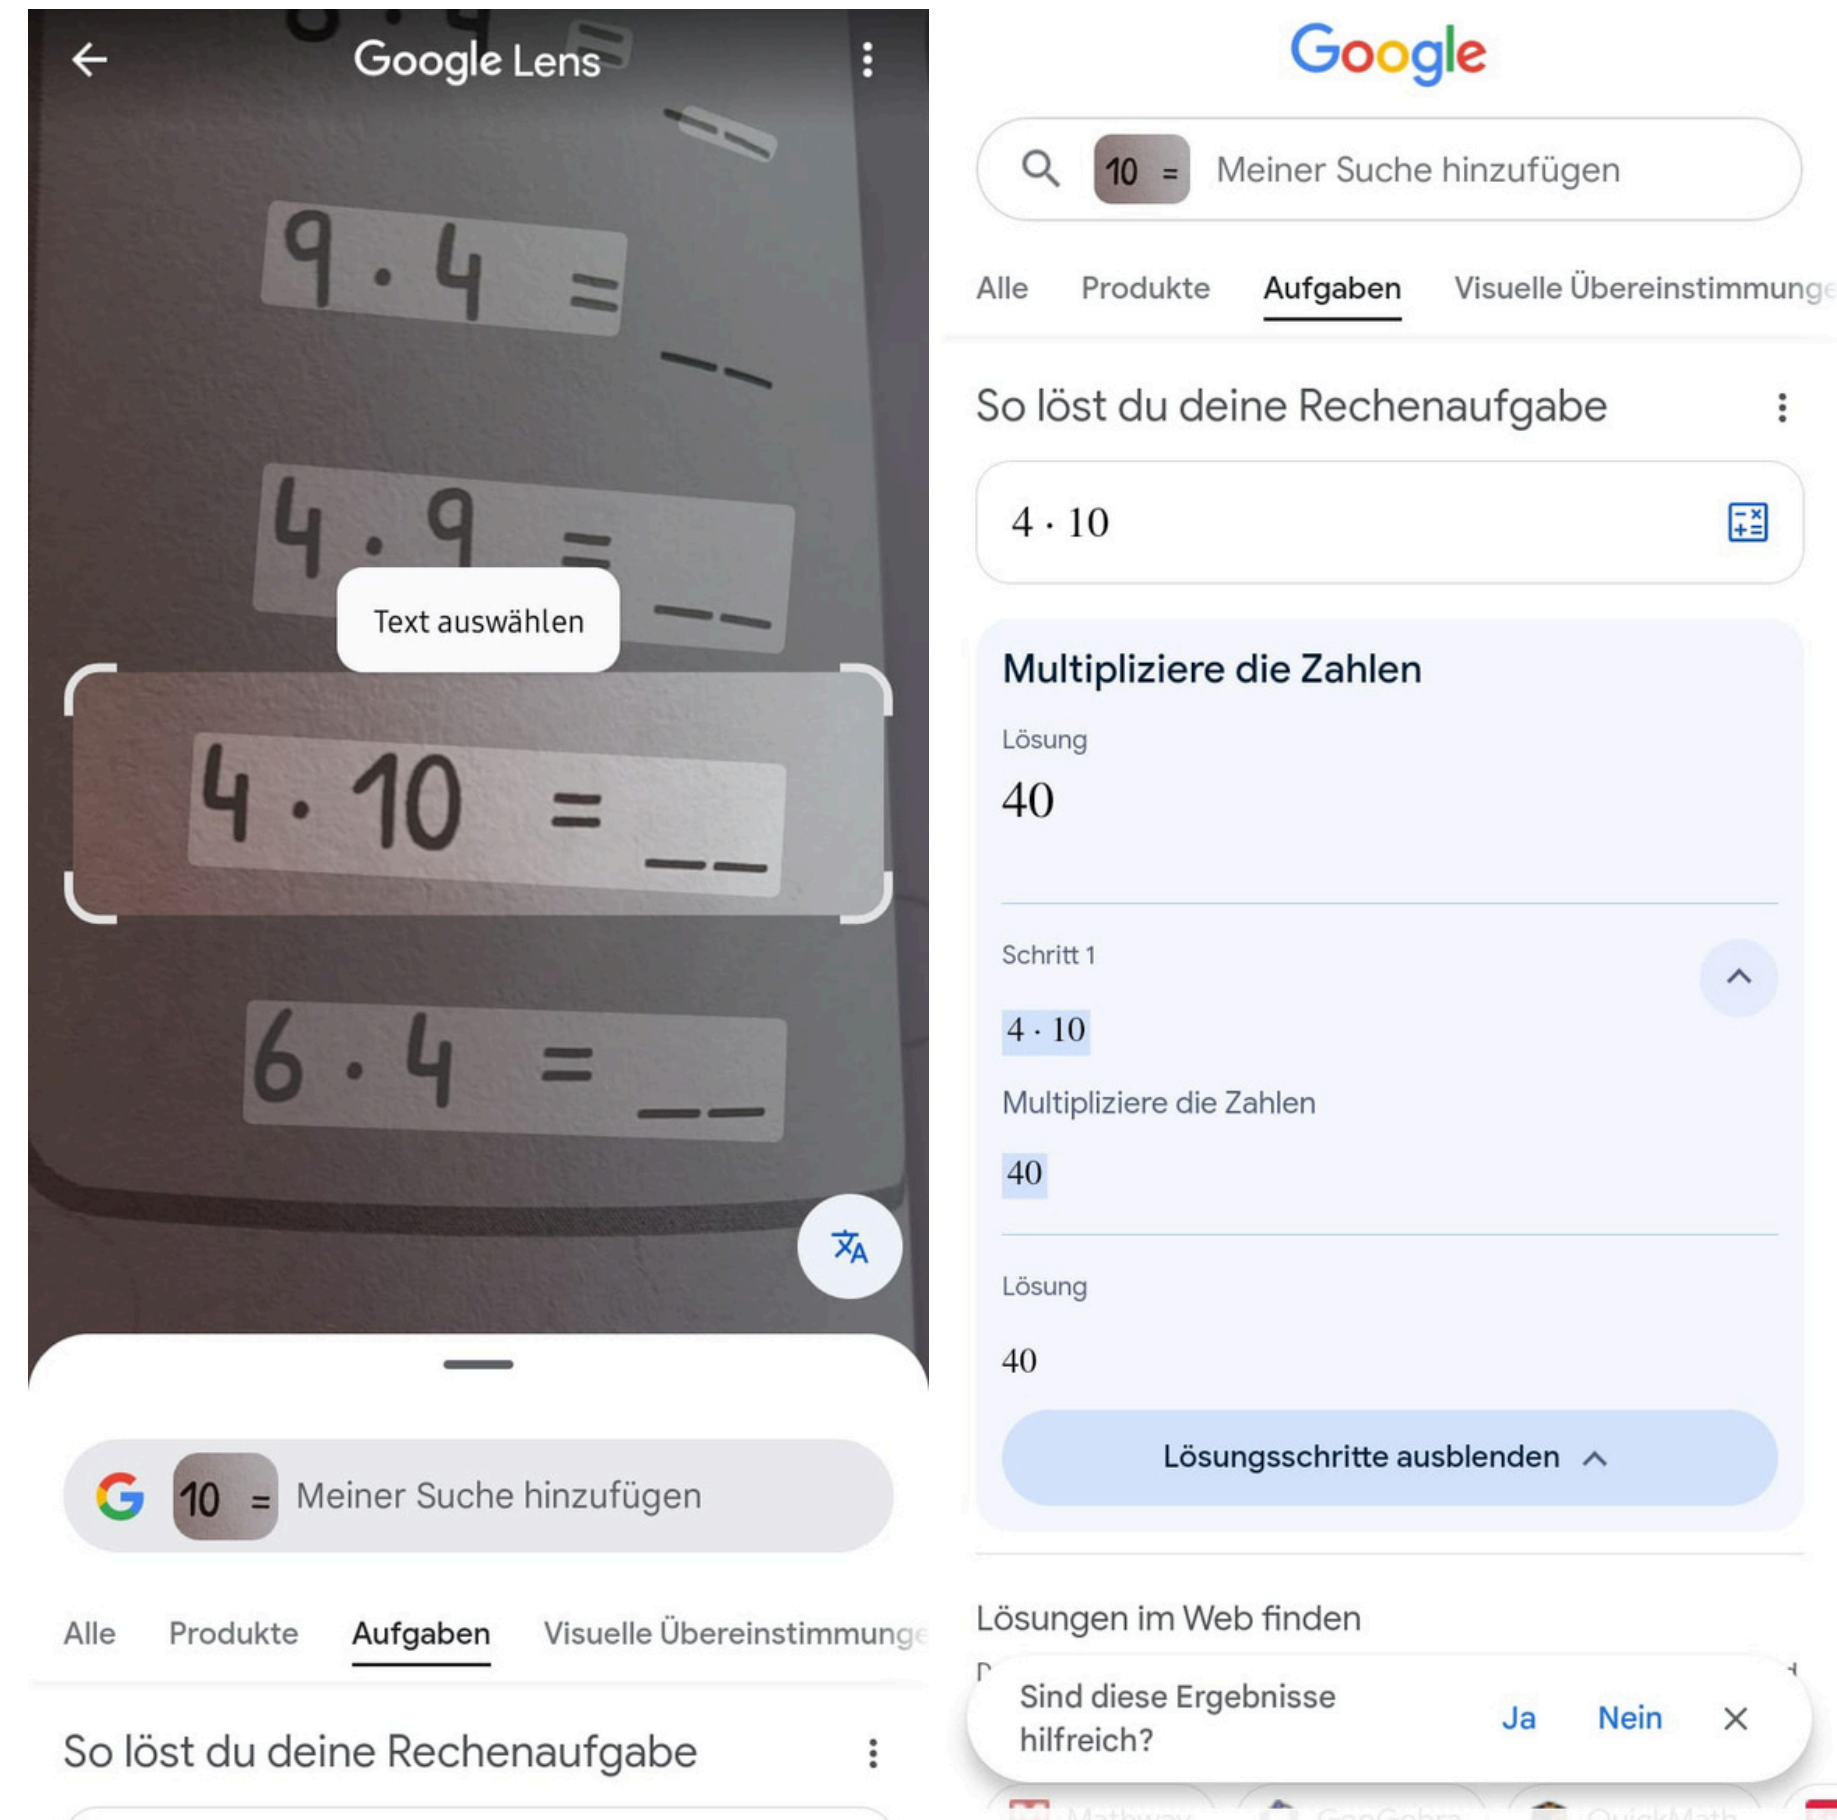 Google Lens
9 · 4 =
_ _
4 · 9 = _ _
Text auswählen
4 · 10 = _ _
6 · 4 = _ _
10 =
Meiner Suche hinzufügen
Alle Produkte Aufgaben Visuelle
So löst du deine Rechenaufgabe
Google
10 =
Meiner Suche hinzufügen
Alle Produkte Aufgaben Visuelle
So löst du deine Rechenaufgabe
4 · 10
Multipliziere die Zahlen
Lösung
40
Schritt 1
4 · 10
Multipliziere die Zahlen
40
Lösung
40
Lösungsschritte ausblenden
Lösungen im Web finden
Sind diese Ergebnisse
hilfreich?
Ja Nein